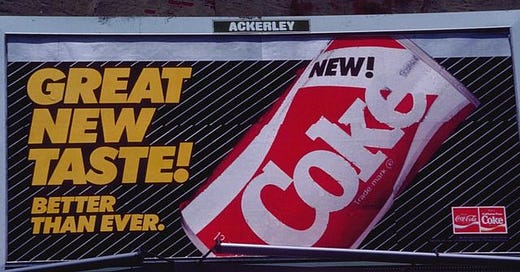 ACKERLEY
GREAT
NEW
TASTE!
BETTER
THAN EVER.
NEW!
Coke
Trade mark ®
Coca-Cola
Coke